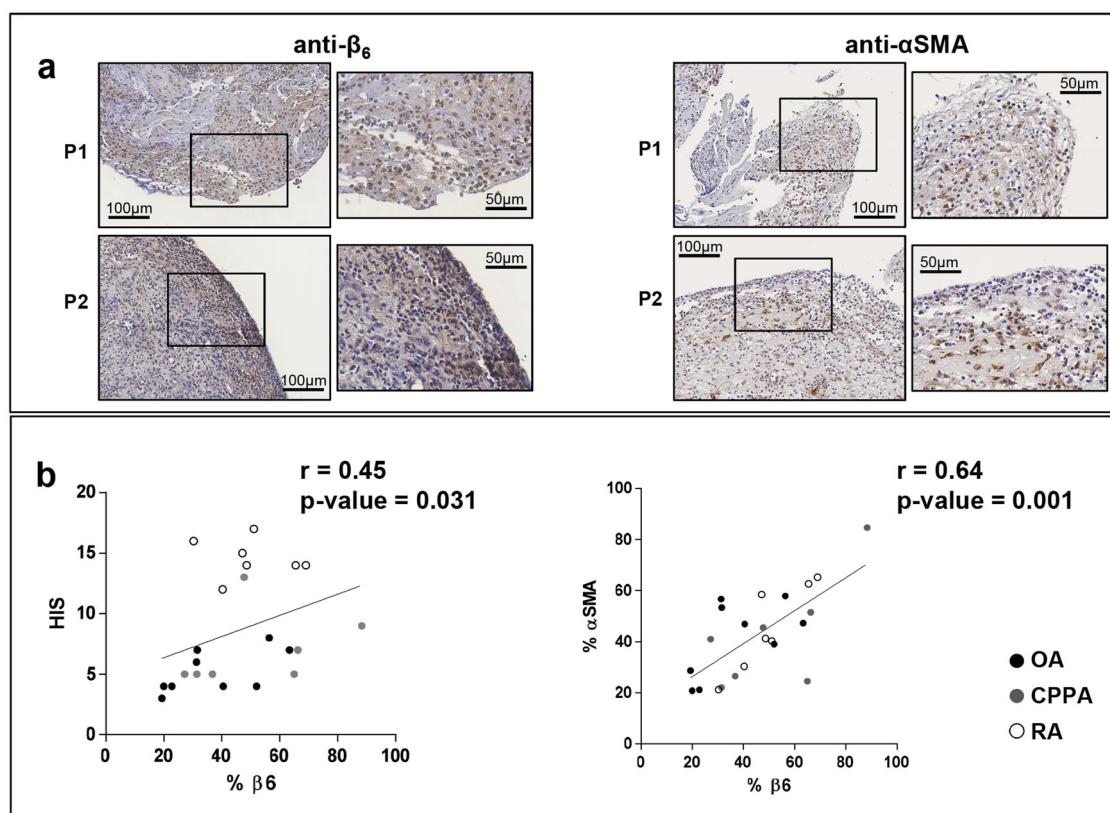 a
anti-β6
anti-αSMA
P1
100µm
50µm
P1
100µm
50µm
P2
100µm
50µm
P2
100µm
50µm
b
r = 0.45
p-value = 0.031
HIS
20
15
10
5
0
0 20 40 60 80 100
% β6
r = 0.64
p-value = 0.001
% αSMA
100
80
60
40
20
0
0 20 40 60 80 100
% β6
OA
CPPA
RA